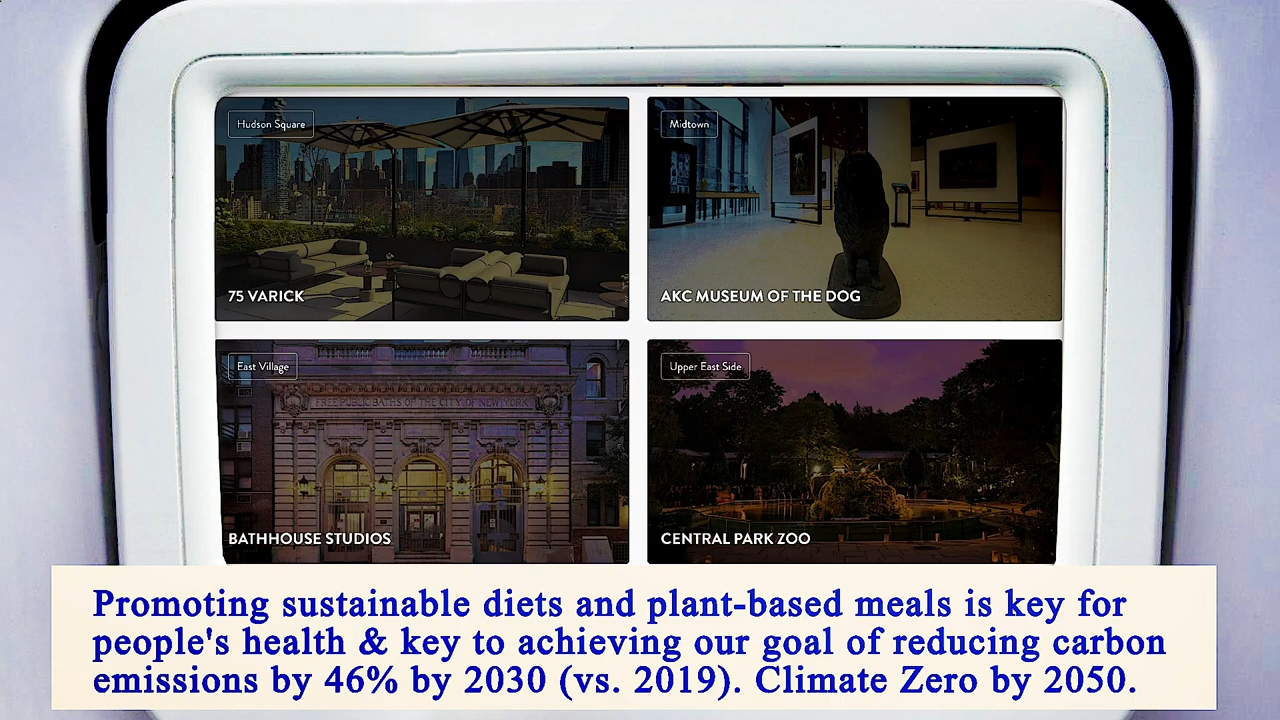 Hudson Square
75 VARICK
Midtown
AKC MUSEUM OF THE DOG
East Village
FREE PUBLIC BATHS OF THE CITY OF NEW YORK
BATHHOUSE STUDIOS
Upper East Side
CENTRAL PARK ZOO
Promoting sustainable diets and plant-based meals is key for
people's health & key to achieving our goal of reducing carbon
emissions by 46% by 2030 (vs. 2019). Climate Zero by 2050.